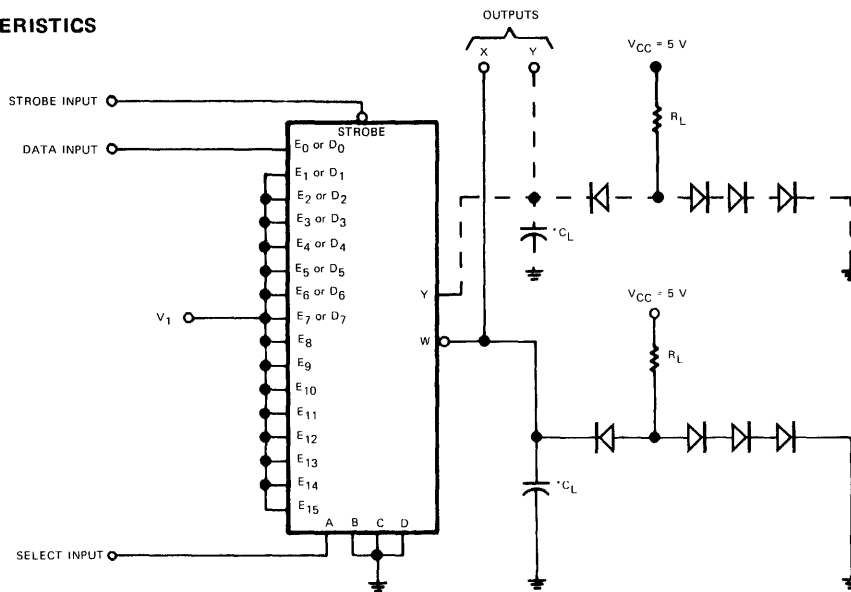 ERISTICS
OUTPUTS
X Y
VCC = 5 V
STROBE INPUT
RL
STROBE
DATA INPUT
E0 or D0
E1 or D1
E2 or D2
E3 or D3
*CL
E4 or D4
E5 or D5
E6 or D6
Y
VCC = 5 V
V1
E7 or D7
W
E8
RL
E9
E10
E11
E12
E13
*CL
E14
E15
A B C D
SELECT INPUT